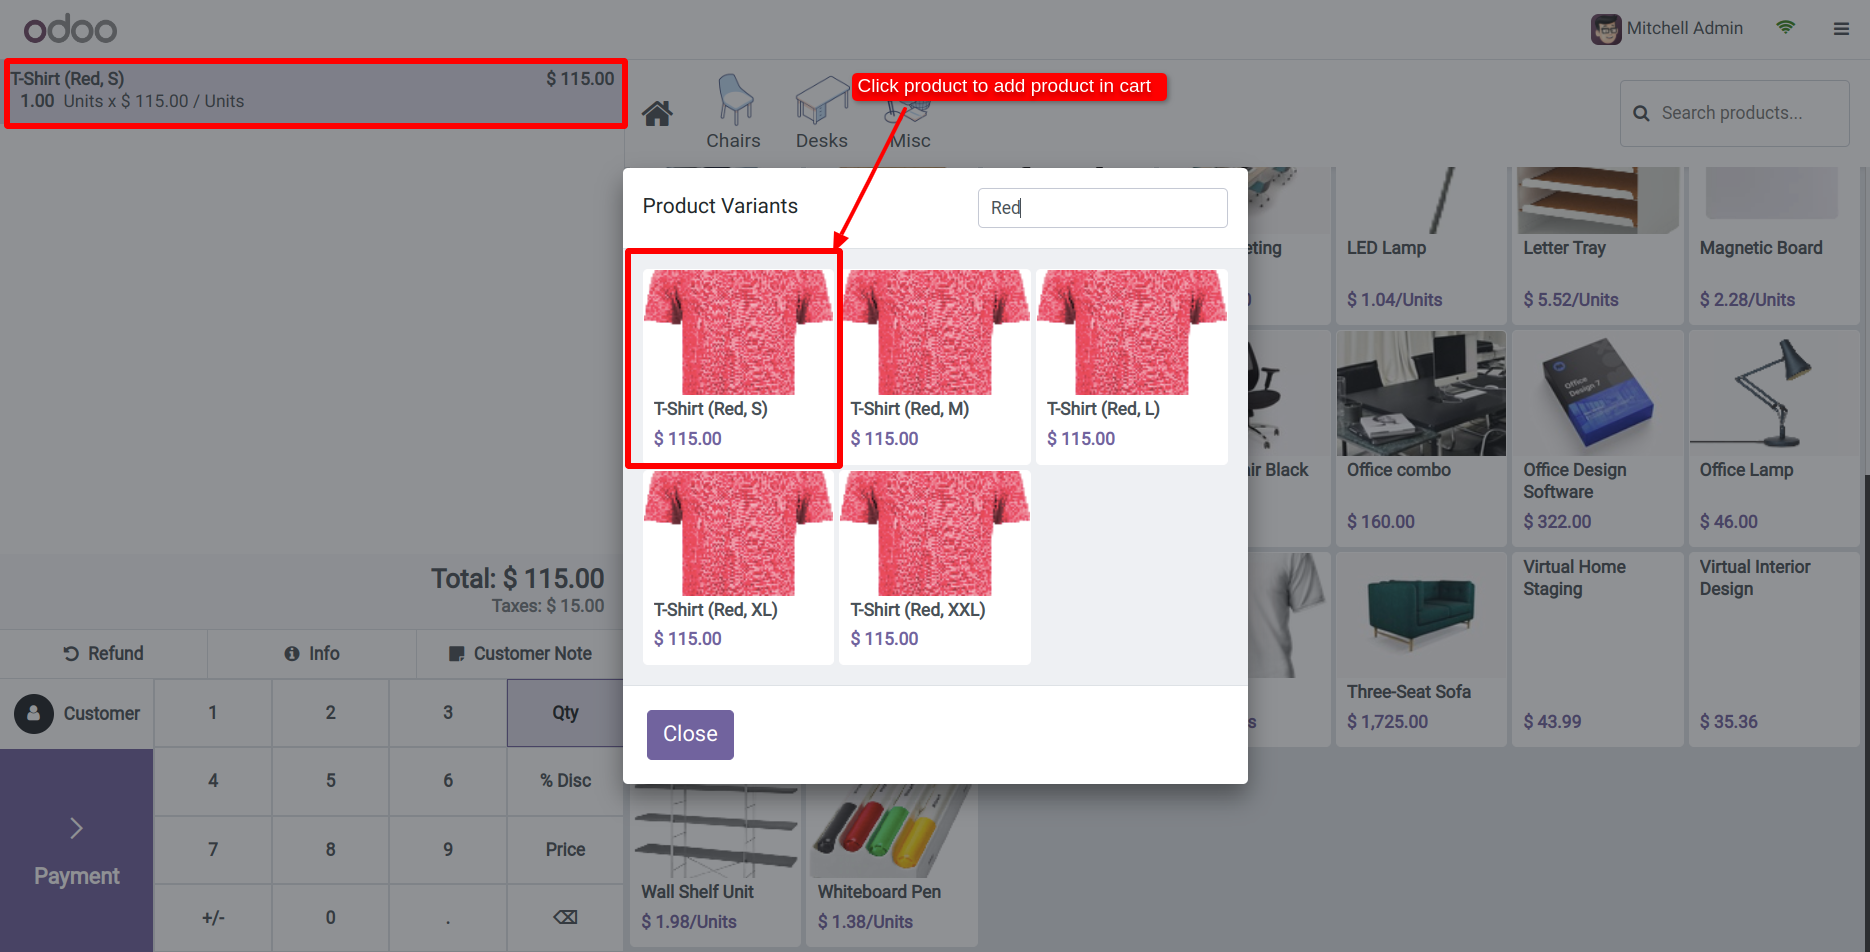 odoo
Mitchell Admin
T-Shirt (Red, S) $ 115.00
1.00 Units x $ 115.00 / Units
Click product to add product in cart
Chairs
Desks
Misc
Search products...
Product Variants
Red
T-Shirt (Red, S)
$ 115.00
T-Shirt (Red, M)
$ 115.00
T-Shirt (Red, L)
$ 115.00
T-Shirt (Red, XL)
$ 115.00
T-Shirt (Red, XXL)
$ 115.00
Close
eting
LED Lamp
$ 1.04/Units
Letter Tray
$ 5.52/Units
Magnetic Board
$ 2.28/Units
air Black
Office combo
$ 160.00
Office
Design 7
Office Design
Software
$ 322.00
Office Lamp
$ 46.00
s
Three-Seat Sofa
$ 1,725.00
Virtual Home
Staging
$ 43.99
Virtual Interior
Design
$ 35.36
Wall Shelf Unit
$ 1.98/Units
Whiteboard Pen
$ 1.38/Units
Total: $ 115.00
Taxes: $ 15.00
Refund
Info
Customer Note
Customer
1 2 3 Qty
4 5 6 % Disc
7 8 9 Price
+/- 0 .
Payment